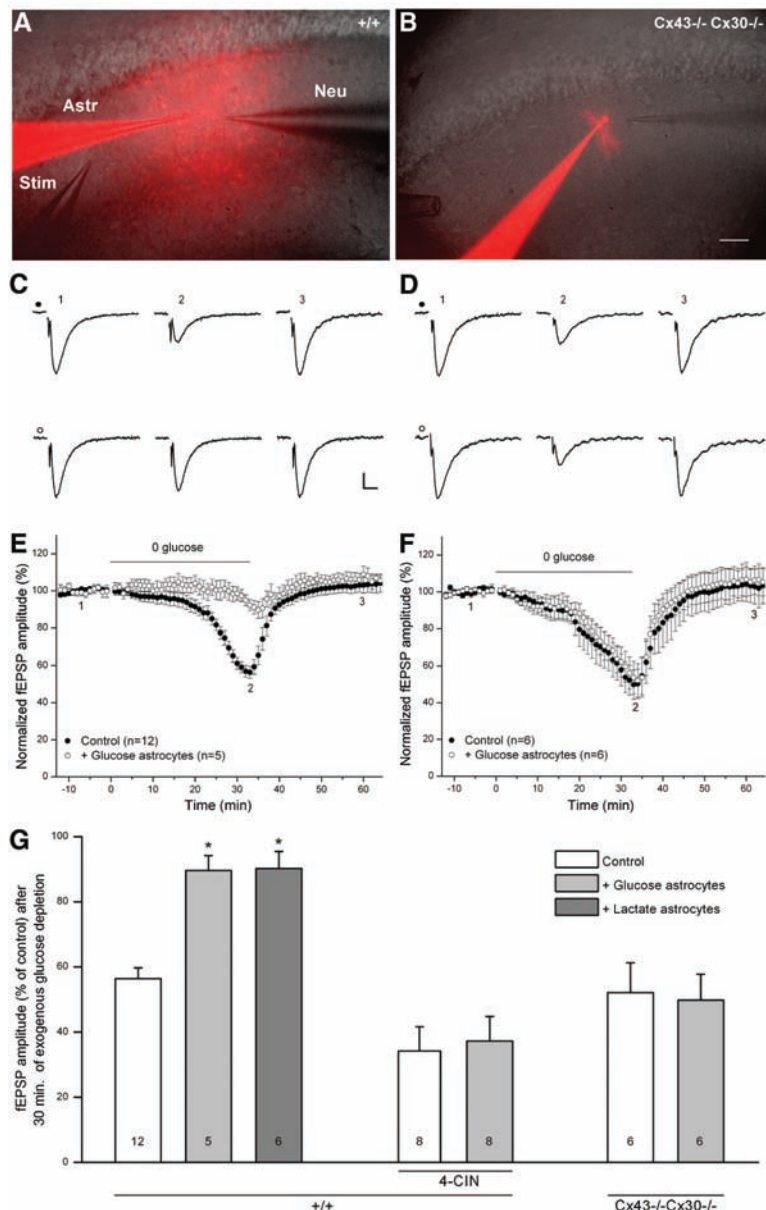 A
+/+
Astr
Neu
Stim
B
Cx43-/- Cx30-/-
C
1 2 3
D
1 2 3
E
0 glucose
120
100
80
60
40
20
0
1
2
3
Normalized fEPSP amplitude (%)
Control (n=12)
+ Glucose astrocytes (n=5)
-10 0 10 20 30 40 50 60
Time (min)
F
0 glucose
120
100
80
60
40
20
0
1
2
3
Normalized fEPSP amplitude (%)
Control (n=6)
+ Glucose astrocytes (n=6)
-10 0 10 20 30 40 50 60
Time (min)
G
fEPSP amplitude (% of control) after
30 min. of exogenous glucose depletion
100
80
60
40
20
0
* *
Control
+ Glucose astrocytes
+ Lactate astrocytes
12 5 6 8 8 6 6
4-CIN
+/+ Cx43-/-Cx30-/-